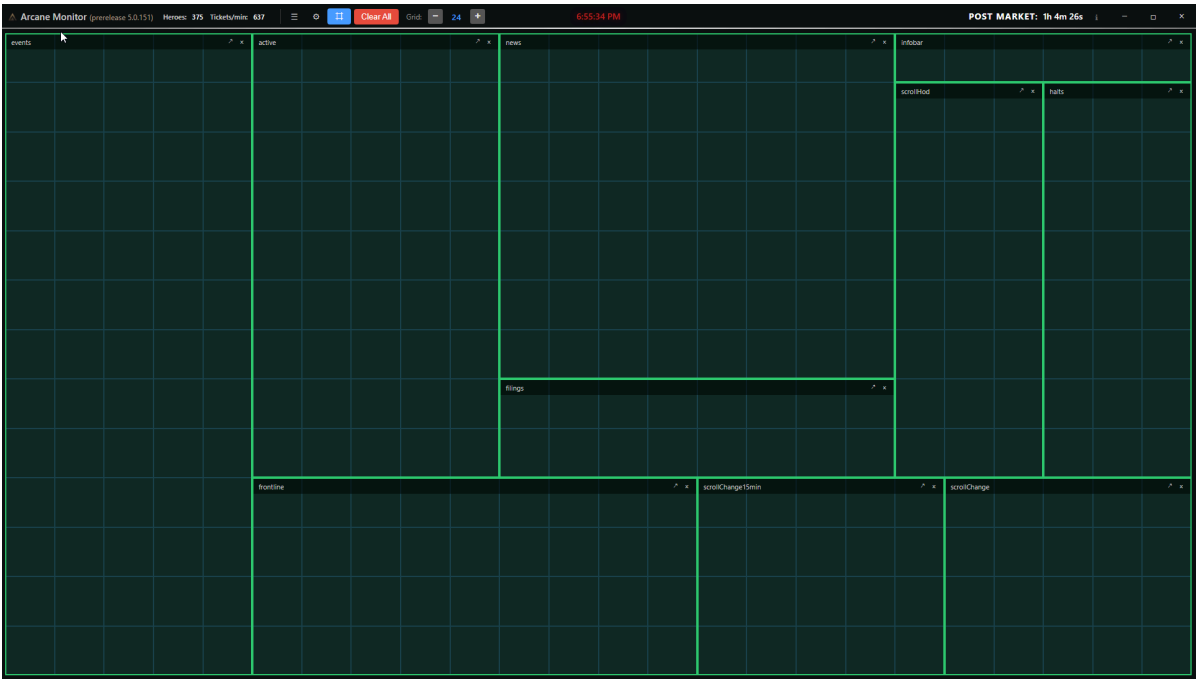 Arcane Monitor (prerelease 5.0.151) Heroes: 375 Tickets/min: 637 Clear All Grid: − 24 + 6:55:34 PM POST MARKET: 1h 4m 26s
events
active
news
infobar
scrollHod
halts
filings
frontline
scrollChange15min
scrollChange